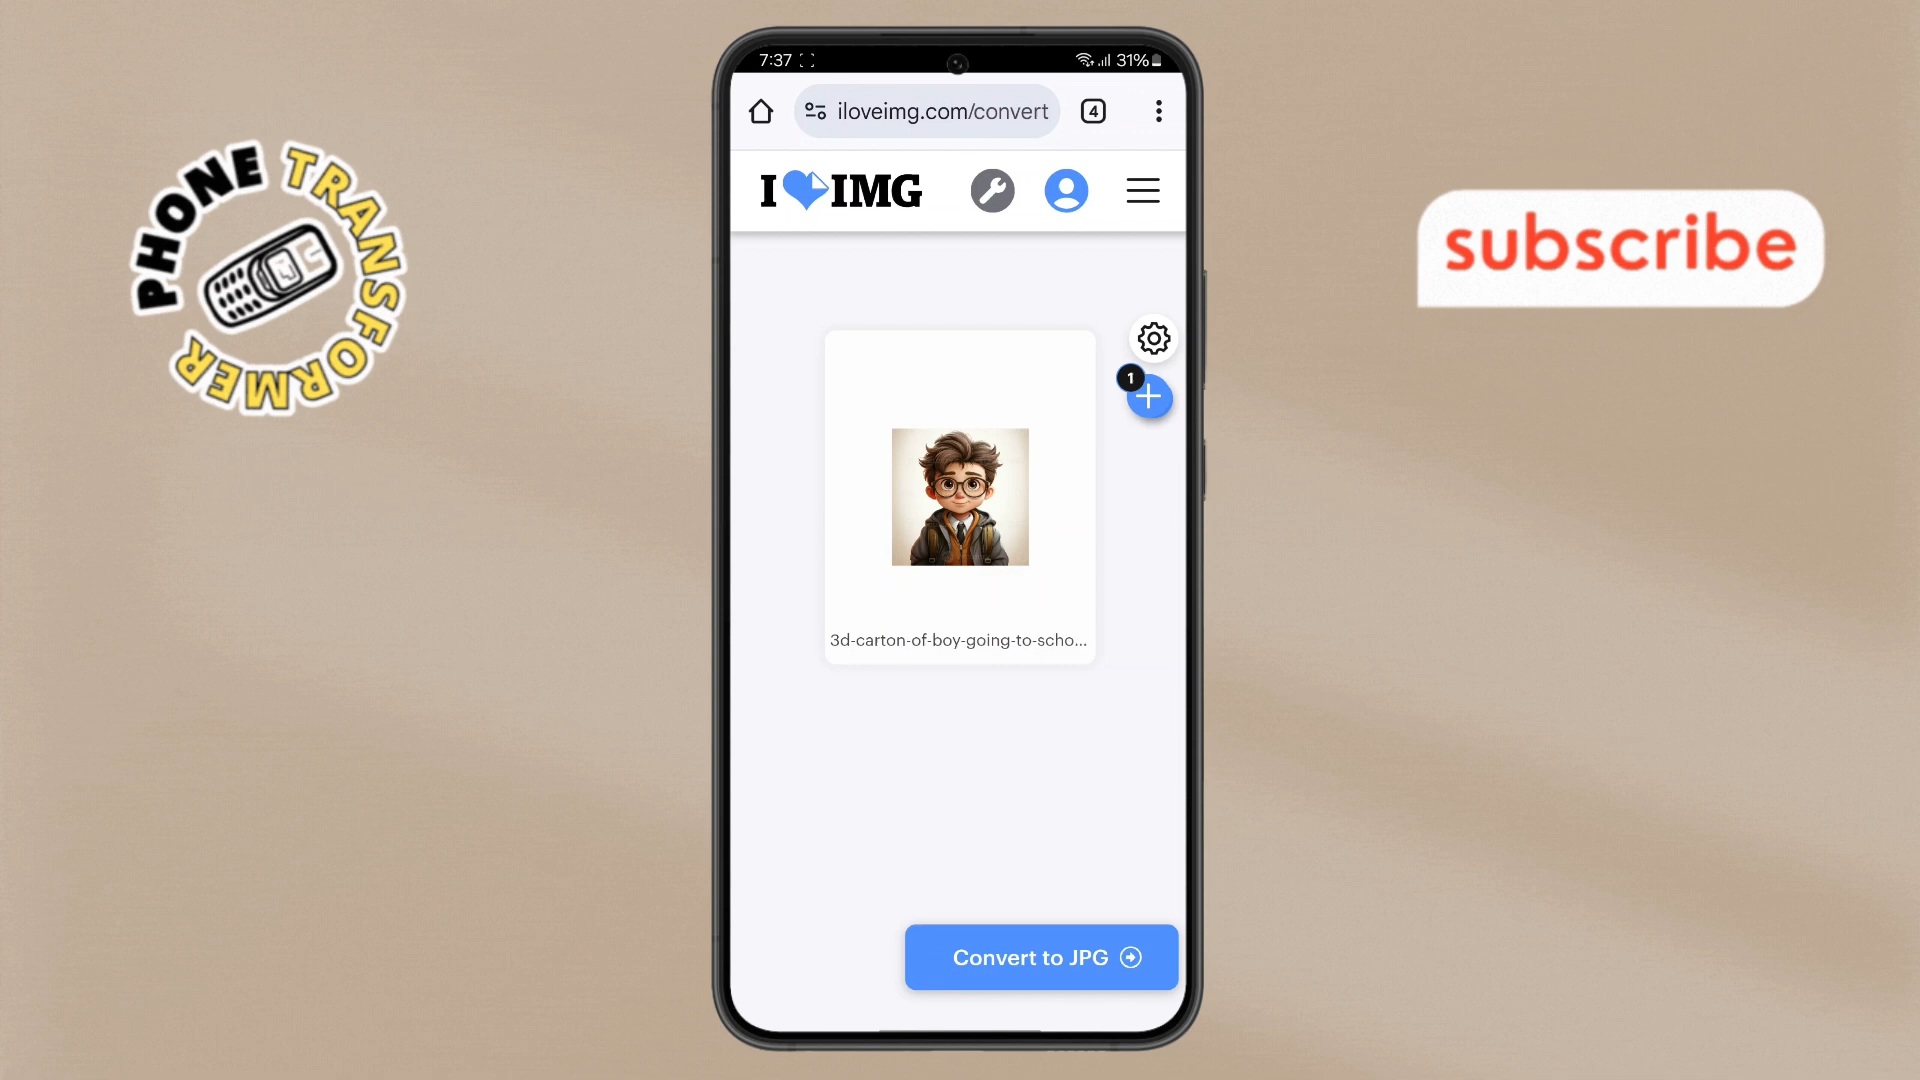 PHONE TRANSFORMER
7:37
31%
iloveimg.com/convert
4
I IMG
1
3d-carton-of-boy-going-to-scho...
Convert to JPG
subscribe